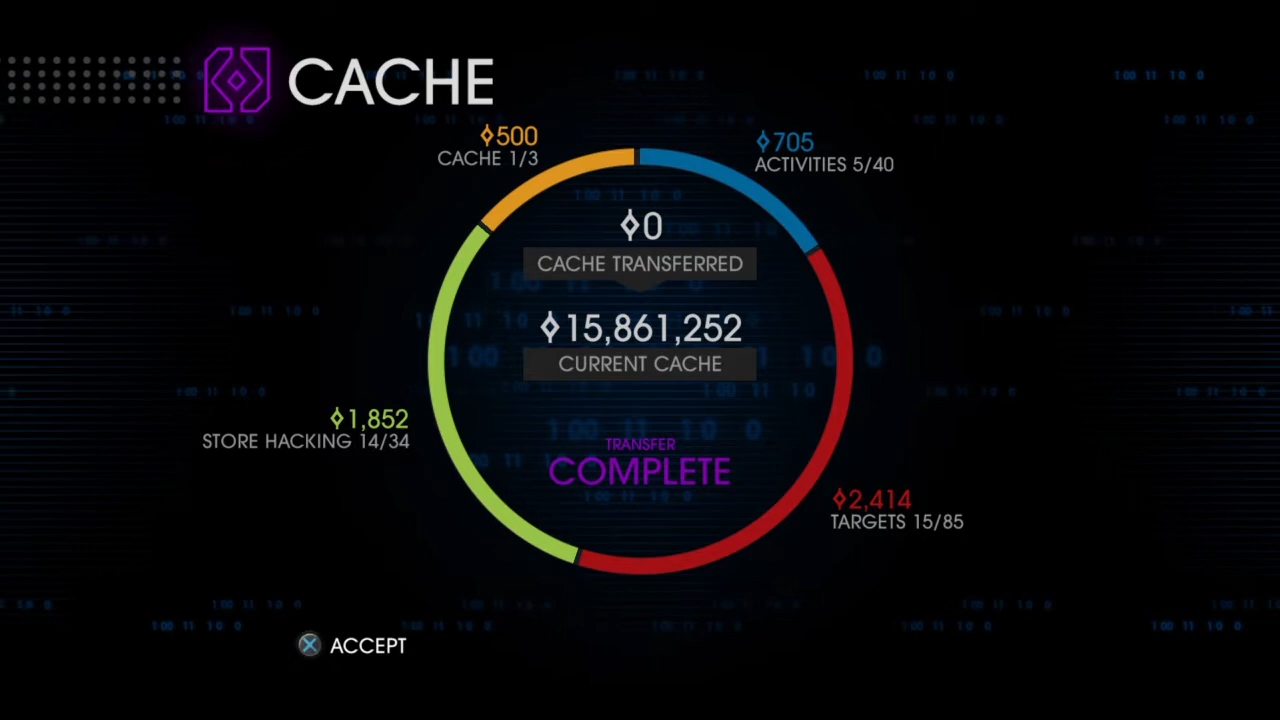 CACHE
500
CACHE 1/3
705
ACTIVITIES 5/40
0
CACHE TRANSFERRED
15,861,252
CURRENT CACHE
1,852
STORE HACKING 14/34
TRANSFER
COMPLETE
2,414
TARGETS 15/85
ACCEPT